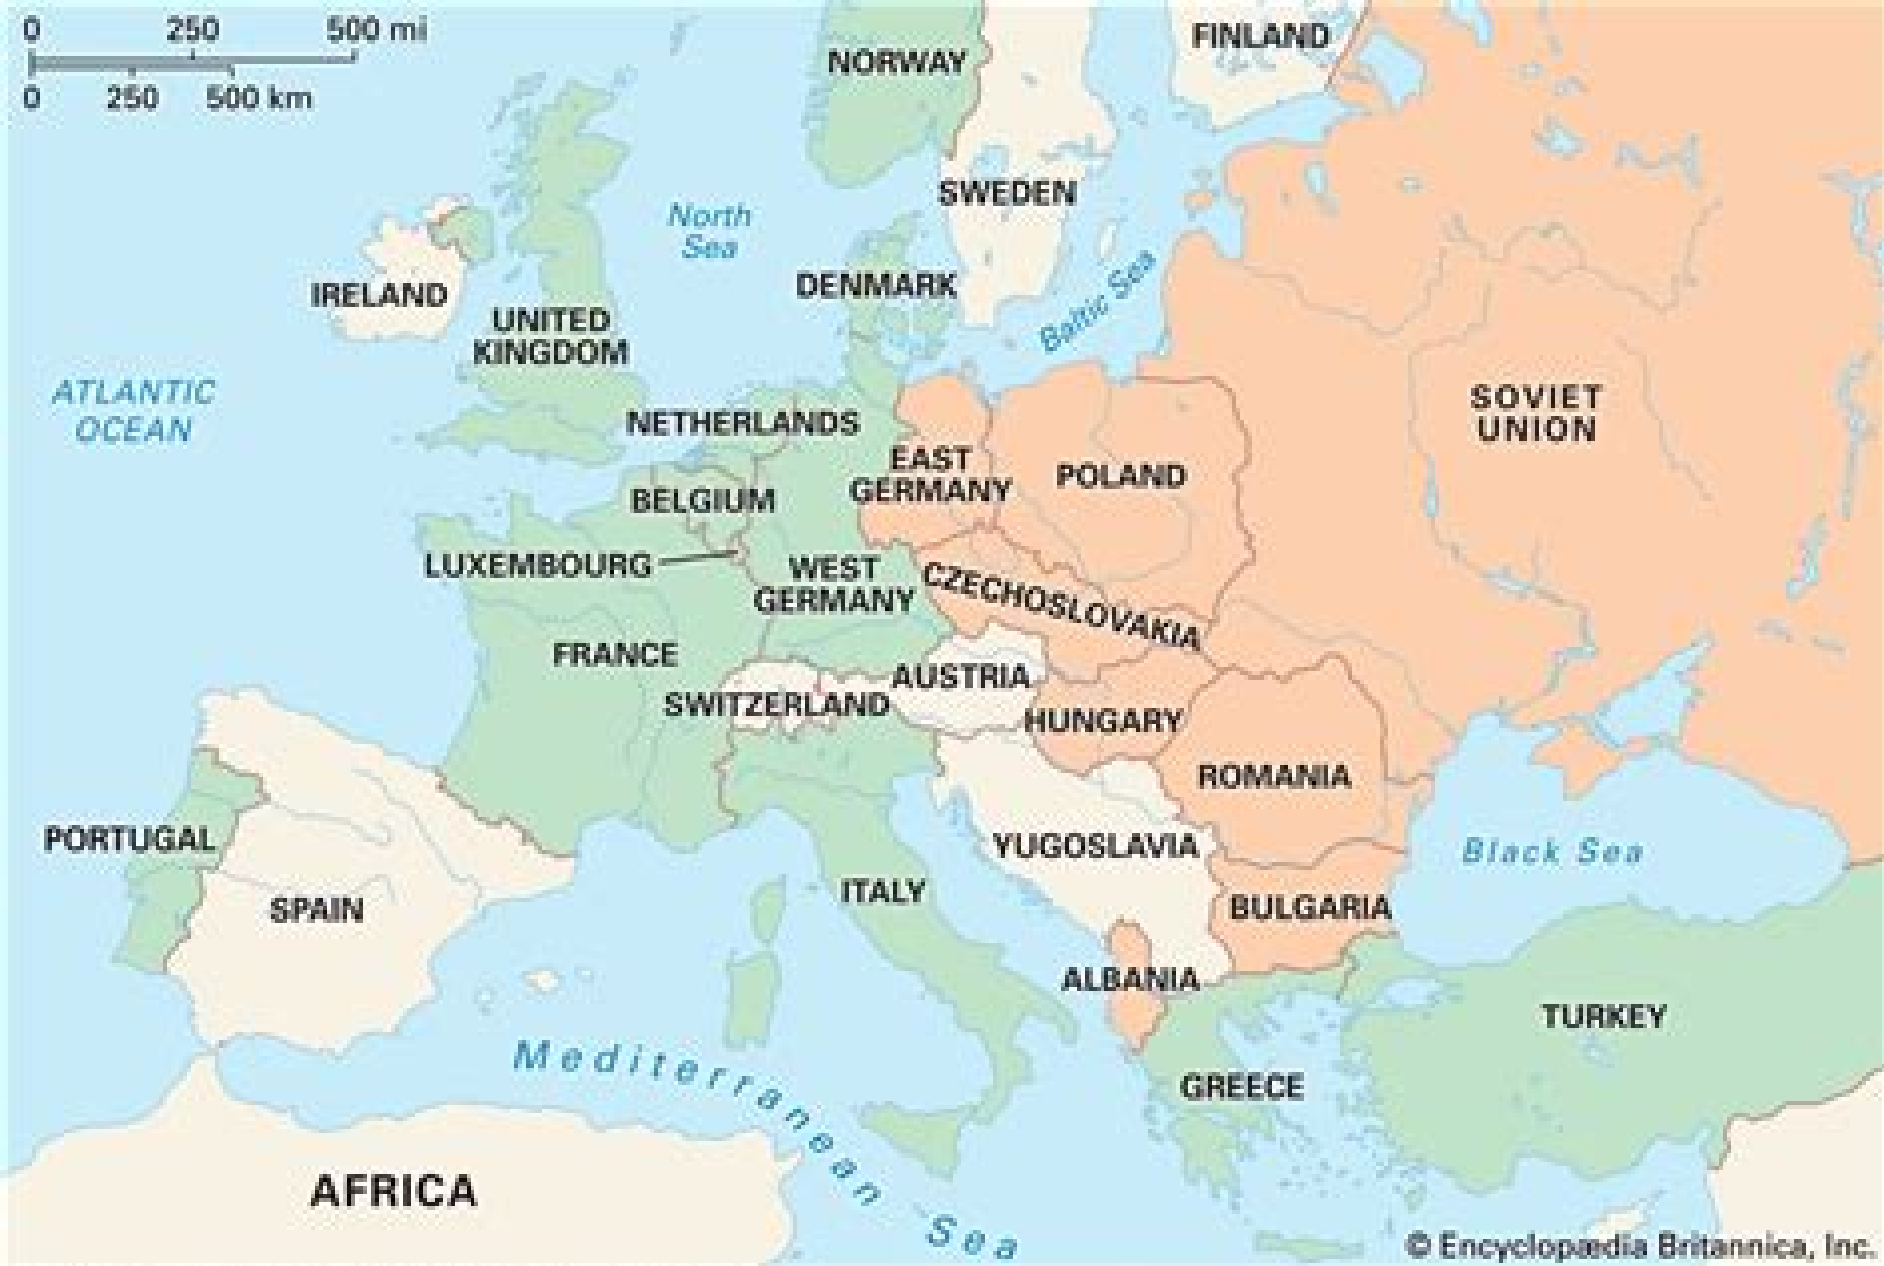 0 250 500 mi
0 250 500 km
NORWAY
FINLAND
SWEDEN
North
Sea
IRELAND
DENMARK
Baltic Sea
UNITED
KINGDOM
ATLANTIC
OCEAN
NETHERLANDS
SOVIET
UNION
EAST
GERMANY
POLAND
BELGIUM
LUXEMBOURG
WEST
GERMANY
CZECHOSLOVAKIA
FRANCE
AUSTRIA
SWITZERLAND
HUNGARY
ROMANIA
PORTUGAL
YUGOSLAVIA
Black Sea
SPAIN
ITALY
BULGARIA
ALBANIA
TURKEY
Mediterranean Sea
GREECE
AFRICA
© Encyclopædia Britannica, Inc.